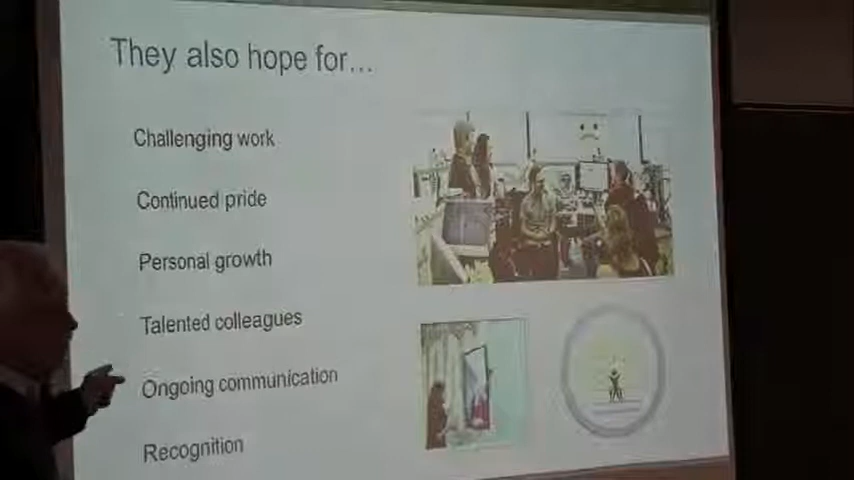 They also hope for...
Challenging work
Continued pride
Personal growth
Talented colleagues
Ongoing communication
Recognition